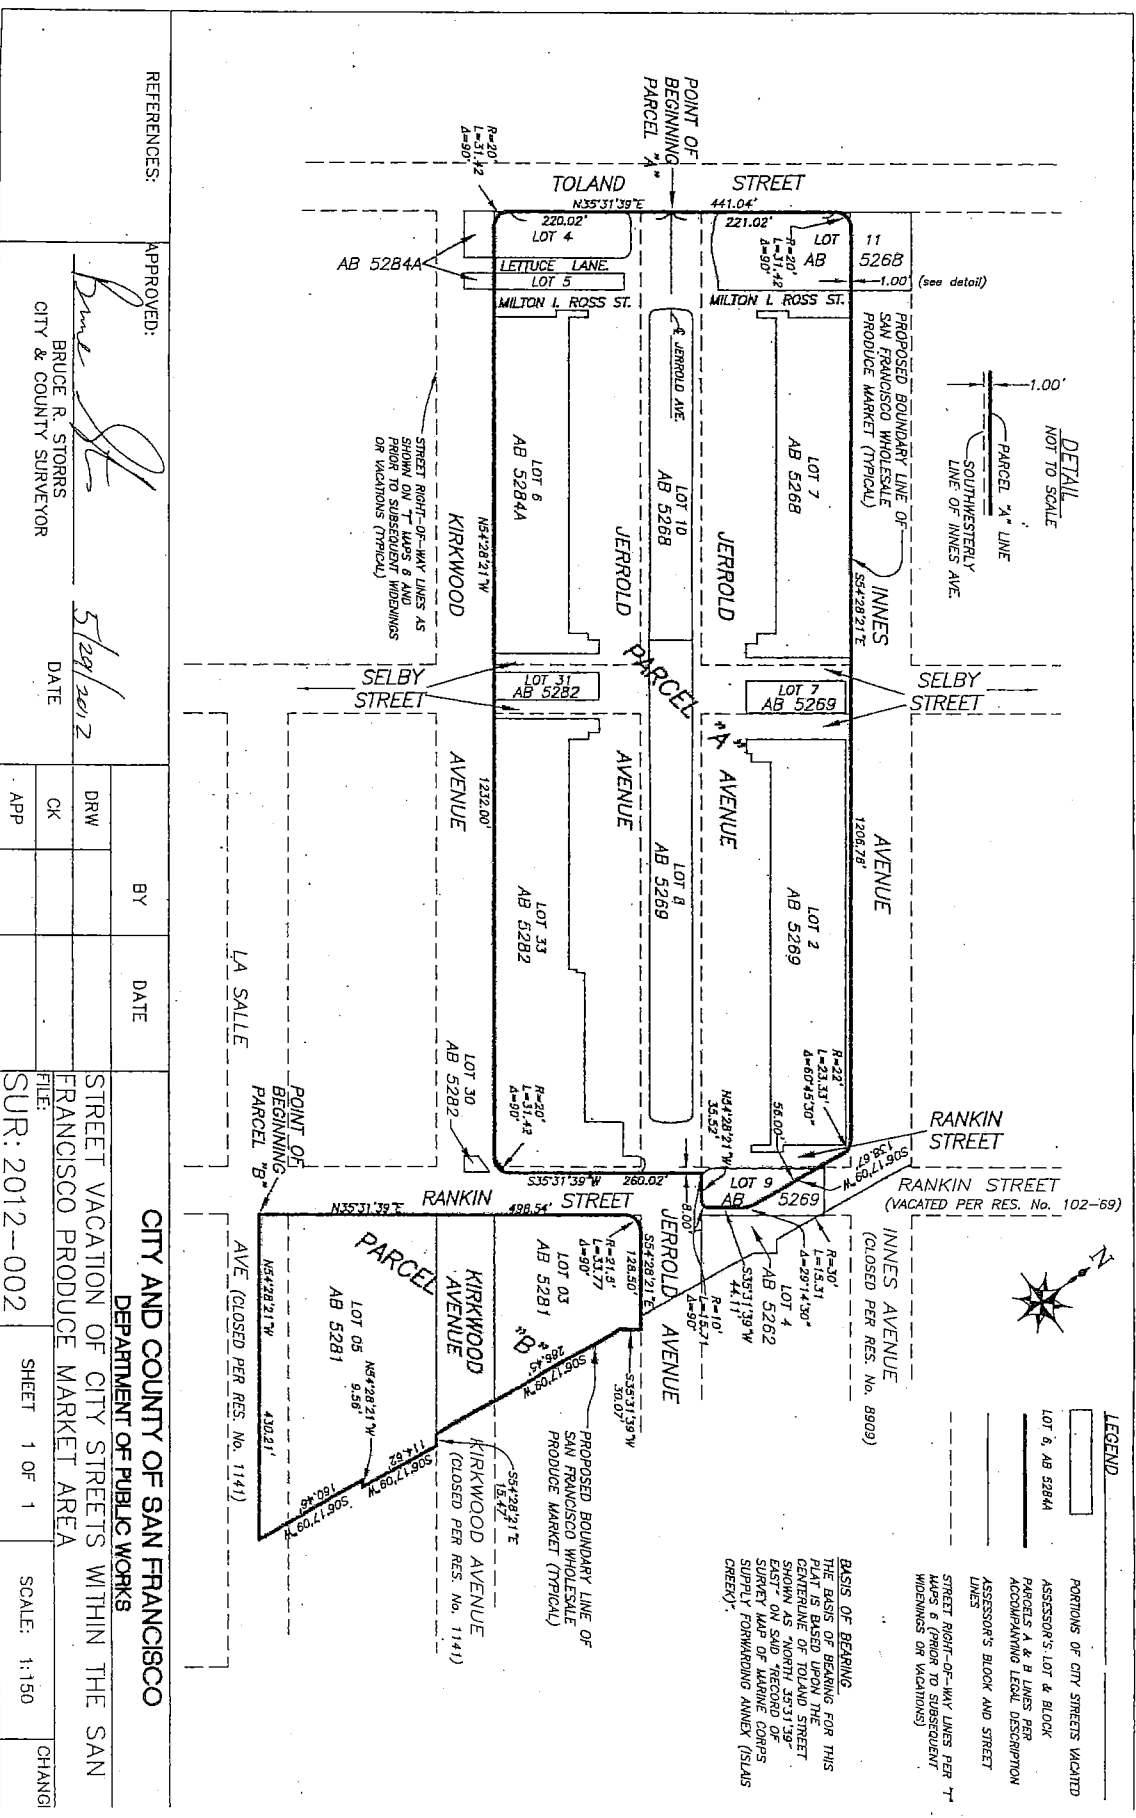 DETAIL
NOT TO SCALE
1.00'
PARCEL "A" LINE
SOUTHWESTERLY
LINE OF INNES AVE.
N
LEGEND
PORTIONS OF CITY STREETS VACATED
LOT 6, AB 5284A
ASSESSOR'S LOT & BLOCK
PARCELS A & B LINES PER
ACCOMPANYING LEGAL DESCRIPTION
ASSESSOR'S BLOCK AND STREET
LINES
STREET RIGHT-OF-WAY LINES PER "T"
MAPS 6 (PRIOR TO SUBSEQUENT
WIDENINGS OR VACATIONS)
BASIS OF BEARING
THE BASIS OF BEARING FOR THIS
PLAT IS BASED UPON THE
CENTERLINE OF TOLAND STREET
SHOWN AS "NORTH 35°31'39"
EAST" ON SAID "RECORD OF
SURVEY MAP OF MARINE CORPS
SUPPLY FORWARDING ANNEX (ISLAIS
CREEK)".
POINT OF
BEGINNING
PARCEL "A"
TOLAND STREET
N35°31'39"E 441.04'
220.02'
221.02'
R=20'
L=31.42
Δ=90°
R=20'
L=31.42
Δ=90°
LOT 11
AB 5268
1.00' (see detail)
LOT 4
LETTUCE LANE.
LOT 5
AB 5284A
MILTON I. ROSS ST.
MILTON I. ROSS ST.
PROPOSED BOUNDARY LINE OF
SAN FRANCISCO WHOLESALE
PRODUCE MARKET (TYPICAL)
INNES AVENUE
S54°28'21"E 1206.78'
℄ JERROLD AVE.
LOT 7
AB 5268
LOT 10
AB 5268
LOT 6
AB 5284A
JERROLD AVENUE
JERROLD AVENUE
KIRKWOOD AVENUE
N54°28'21"W 1232.00'
STREET RIGHT-OF-WAY LINES AS
SHOWN ON "T" MAPS 6 AND
PRIOR TO SUBSEQUENT WIDENINGS
OR VACATIONS (TYPICAL)
SELBY
STREET
SELBY
STREET
LOT 31
AB 5282
LOT 7
AB 5269
PARCEL "A"
LOT 2
AB 5269
LOT 8
AB 5269
LOT 33
AB 5282
LOT 30
AB 5282
R=20'
L=31.42
Δ=90°
R=22'
L=23.33'
Δ=60°45'30"
RANKIN
STREET
138.67'
S06°17'09"W
56.00'
N54°28'21"W
35.52'
LOT 9
AB 5269
RANKIN STREET
(VACATED PER RES. No. 102-69)
INNES AVENUE
(CLOSED PER RES. No. 8909)
R=30'
L=15.31
Δ=29°14'30"
LOT 4
AB 5262
S35°31'39"W
44.11'
R=10'
L=15.71
Δ=90°
8.00'
JERROLD AVENUE
S35°31'39"W 260.02'
RANKIN STREET
N35°31'39"E 498.54'
S54°28'21"E
128.50'
R=21.5'
L=33.77
Δ=90°
S35°31'39"W
30.07'
LOT 03
AB 5281
PARCEL "B"
S06°17'09"W
286.45'
KIRKWOOD
AVENUE
PROPOSED BOUNDARY LINE OF
SAN FRANCISCO WHOLESALE
PRODUCE MARKET (TYPICAL)
S54°28'21"E
15.47'
KIRKWOOD AVENUE
(CLOSED PER RES. No. 1141)
S06°17'09"W
114.62'
LOT 05
AB 5281
N54°28'21"W
9.56'
S06°17'09"W
160.46'
N54°28'21"W 430.21'
POINT OF
BEGINNING
PARCEL "B"
LA SALLE AVE (CLOSED PER RES. No. 1141)
REFERENCES:
APPROVED:
BRUCE R. STORRS
CITY & COUNTY SURVEYOR
5/29/2012
DATE
BY DATE
DRW
CK
APP
CITY AND COUNTY OF SAN FRANCISCO
DEPARTMENT OF PUBLIC WORKS
STREET VACATION OF CITY STREETS WITHIN THE SAN
FRANCISCO PRODUCE MARKET AREA
FILE:
SUR: 2012-002
SHEET 1 OF 1
SCALE: 1:150
CHANG